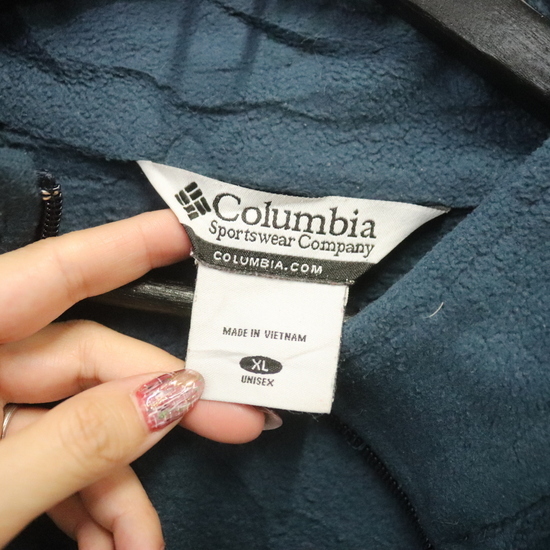 Columbia
Sportswear Company
COLUMBIA.COM
MADE IN VIETNAM
XL
UNISEX